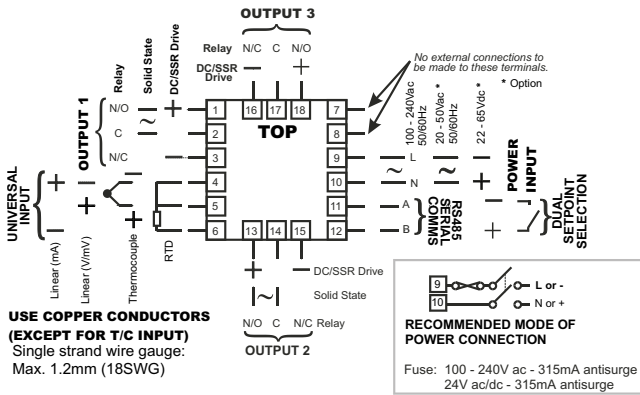 OUTPUT 3
Relay N/C C N/O
DC/SSR
Drive
— +
No external connections to
be made to these terminals.
* Option
OUTPUT 1
Relay
Solid State
DC/SSR Drive
N/O
C
N/C
~
+
—
1
2
3
4
5
6
16 17 18
TOP
13 14 15
7
8
9
10
11
12
100 - 240Vac
50/60Hz
20 - 50Vac *
50/60Hz
22 - 65Vdc *
L
N
~
~
—
+
POWER
INPUT
A
B
RS485
SERIAL
COMMS
—
+
DUAL
SETPOINT
SELECTION
UNIVERSAL
INPUT
+
—
—
+
—
+
Linear (mA)
Linear (V/mV)
Thermocouple
RTD
+ — DC/SSR Drive
~ Solid State
N/O C N/C Relay
OUTPUT 2
USE COPPER CONDUCTORS
(EXCEPT FOR T/C INPUT)
Single strand wire gauge:
Max. 1.2mm (18SWG)
9 L or -
10 N or +
RECOMMENDED MODE OF
POWER CONNECTION
Fuse: 100 - 240V ac - 315mA antisurge
24V ac/dc - 315mA antisurge